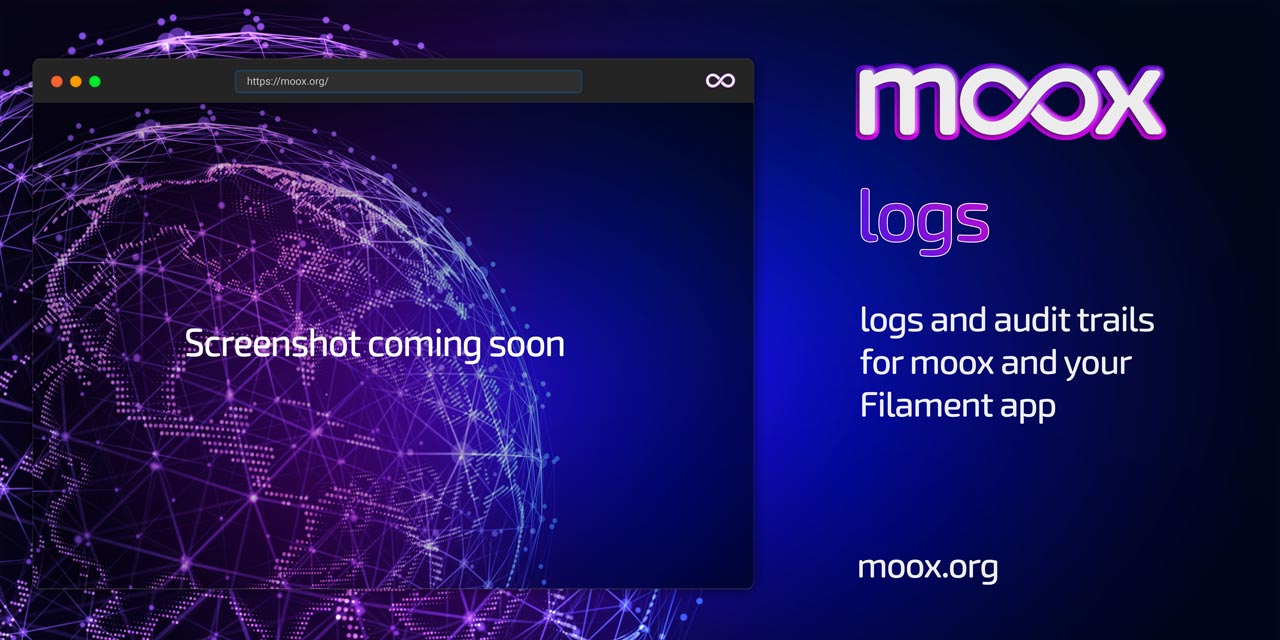 https://moox.org/
Screenshot coming soon
moox
logs
logs and audit trails
for moox and your
Filament app
moox.org